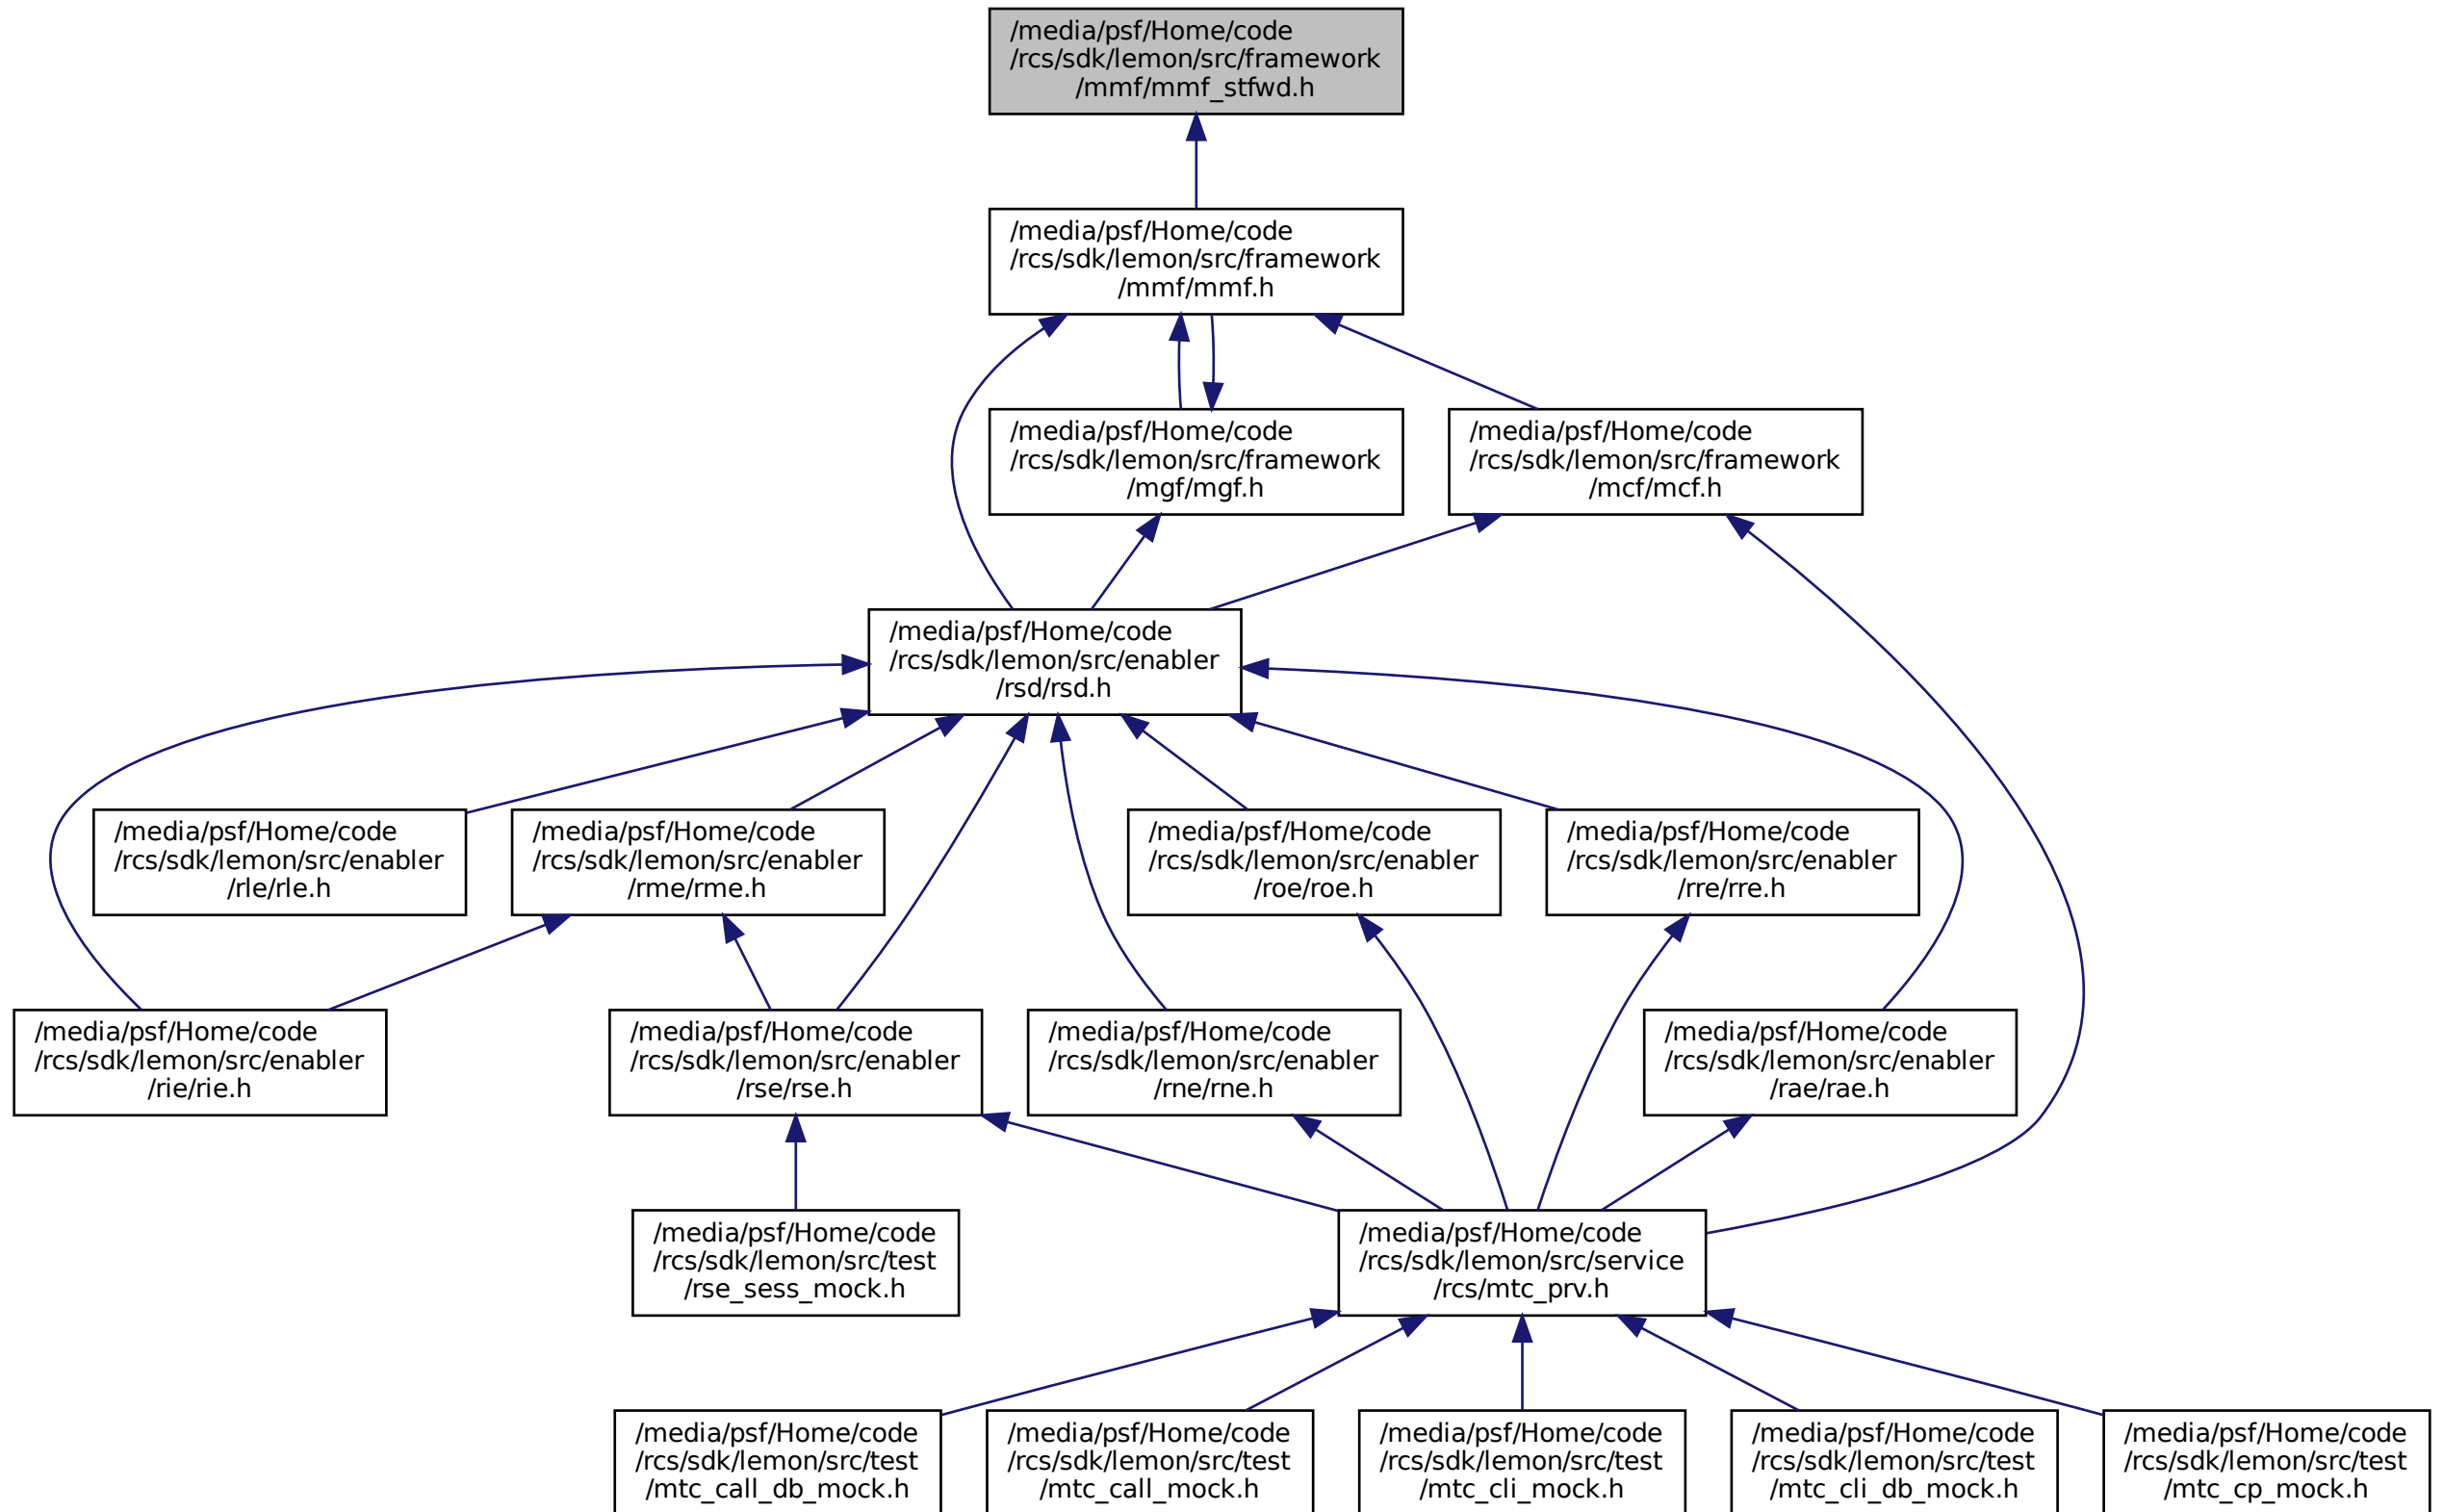 /media/psf/Home/code
/rcs/sdk/lemon/src/framework
/mmf/mmf_stfwd.h
/media/psf/Home/code
/rcs/sdk/lemon/src/framework
/mmf/mmf.h
/media/psf/Home/code
/rcs/sdk/lemon/src/framework
/mgf/mgf.h
/media/psf/Home/code
/rcs/sdk/lemon/src/framework
/mcf/mcf.h
/media/psf/Home/code
/rcs/sdk/lemon/src/enabler
/rsd/rsd.h
/media/psf/Home/code
/rcs/sdk/lemon/src/enabler
/rle/rle.h
/media/psf/Home/code
/rcs/sdk/lemon/src/enabler
/rme/rme.h
/media/psf/Home/code
/rcs/sdk/lemon/src/enabler
/roe/roe.h
/media/psf/Home/code
/rcs/sdk/lemon/src/enabler
/rre/rre.h
/media/psf/Home/code
/rcs/sdk/lemon/src/enabler
/rie/rie.h
/media/psf/Home/code
/rcs/sdk/lemon/src/enabler
/rse/rse.h
/media/psf/Home/code
/rcs/sdk/lemon/src/enabler
/rne/rne.h
/media/psf/Home/code
/rcs/sdk/lemon/src/enabler
/rae/rae.h
/media/psf/Home/code
/rcs/sdk/lemon/src/test
/rse_sess_mock.h
/media/psf/Home/code
/rcs/sdk/lemon/src/service
/rcs/mtc_prv.h
/media/psf/Home/code
/rcs/sdk/lemon/src/test
/mtc_call_db_mock.h
/media/psf/Home/code
/rcs/sdk/lemon/src/test
/mtc_call_mock.h
/media/psf/Home/code
/rcs/sdk/lemon/src/test
/mtc_cli_mock.h
/media/psf/Home/code
/rcs/sdk/lemon/src/test
/mtc_cli_db_mock.h
/media/psf/Home/code
/rcs/sdk/lemon/src/test
/mtc_cp_mock.h